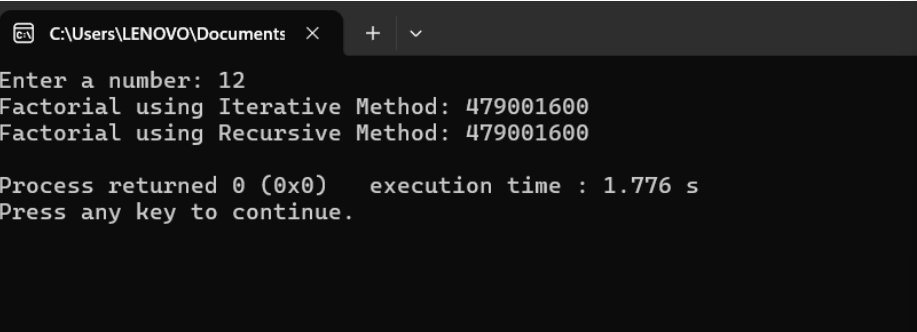 C:\Users\LENOVO\Documents
Enter a number: 12
Factorial using Iterative Method: 479001600
Factorial using Recursive Method: 479001600
Process returned 0 (0x0)   execution time : 1.776 s
Press any key to continue.